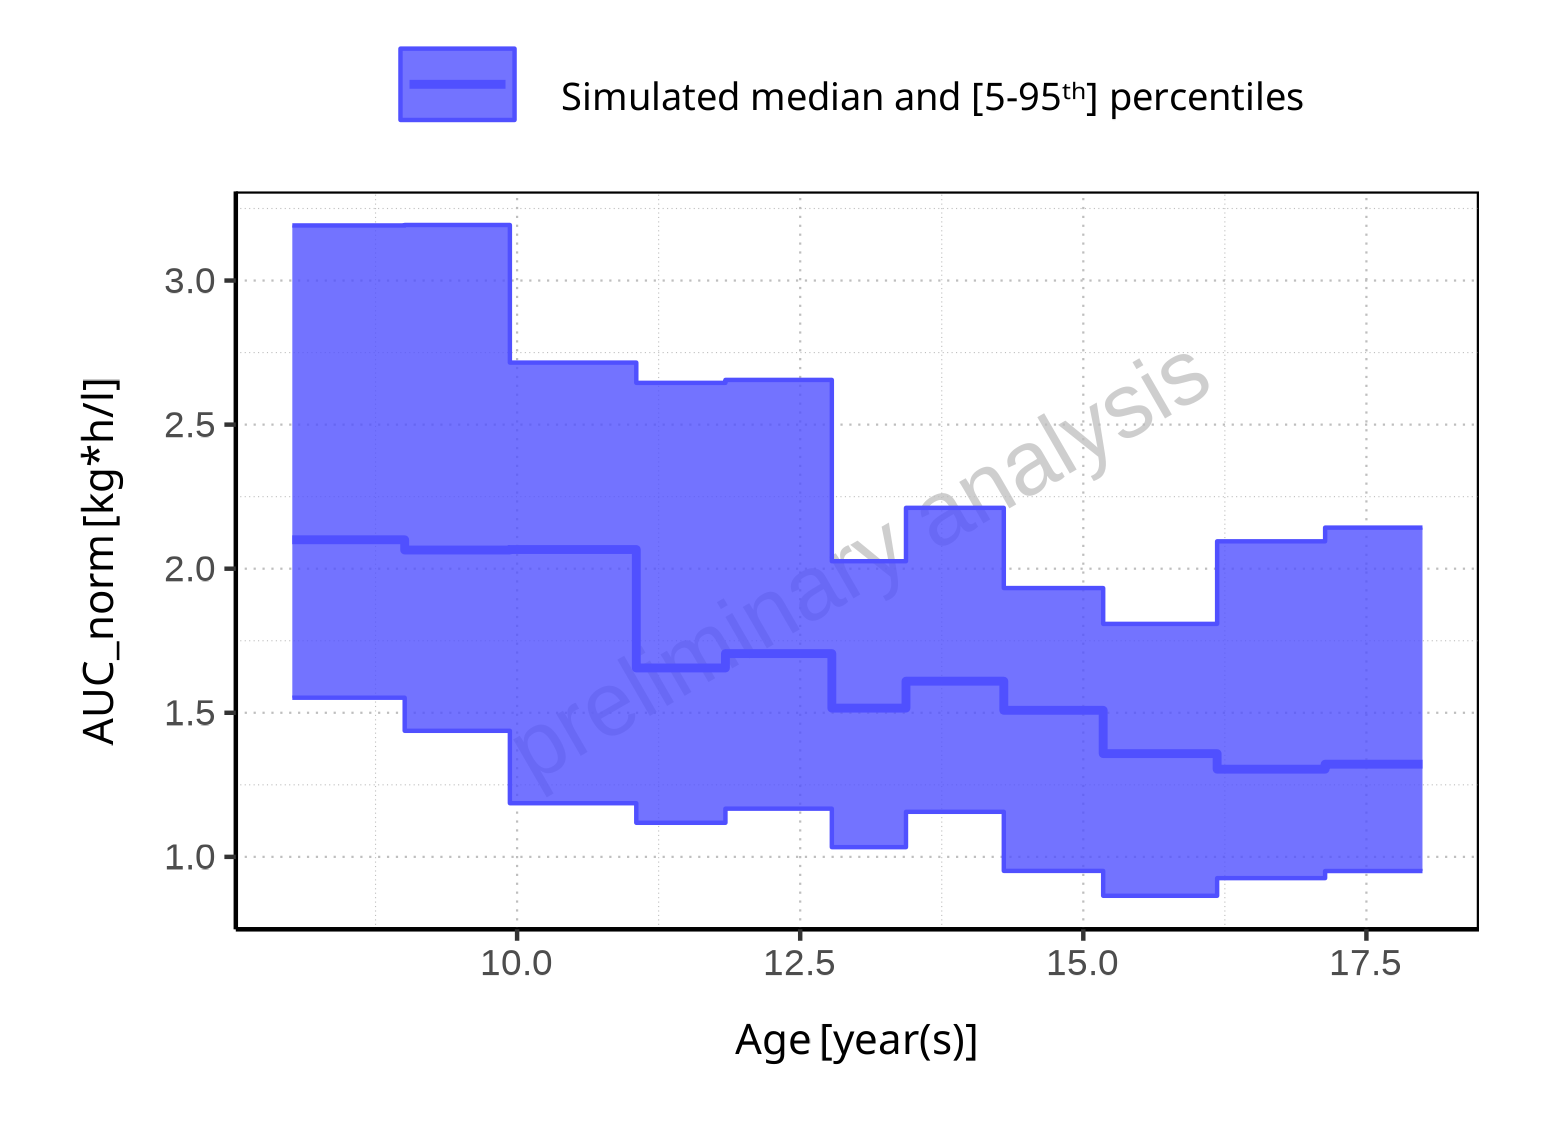 Simulated median and [5-95ᵗʰ] percentiles
3.0
2.5
2.0
1.5
1.0
AUC_norm [kg*h/l]
preliminary analysis
10.0 12.5 15.0 17.5
Age [year(s)]